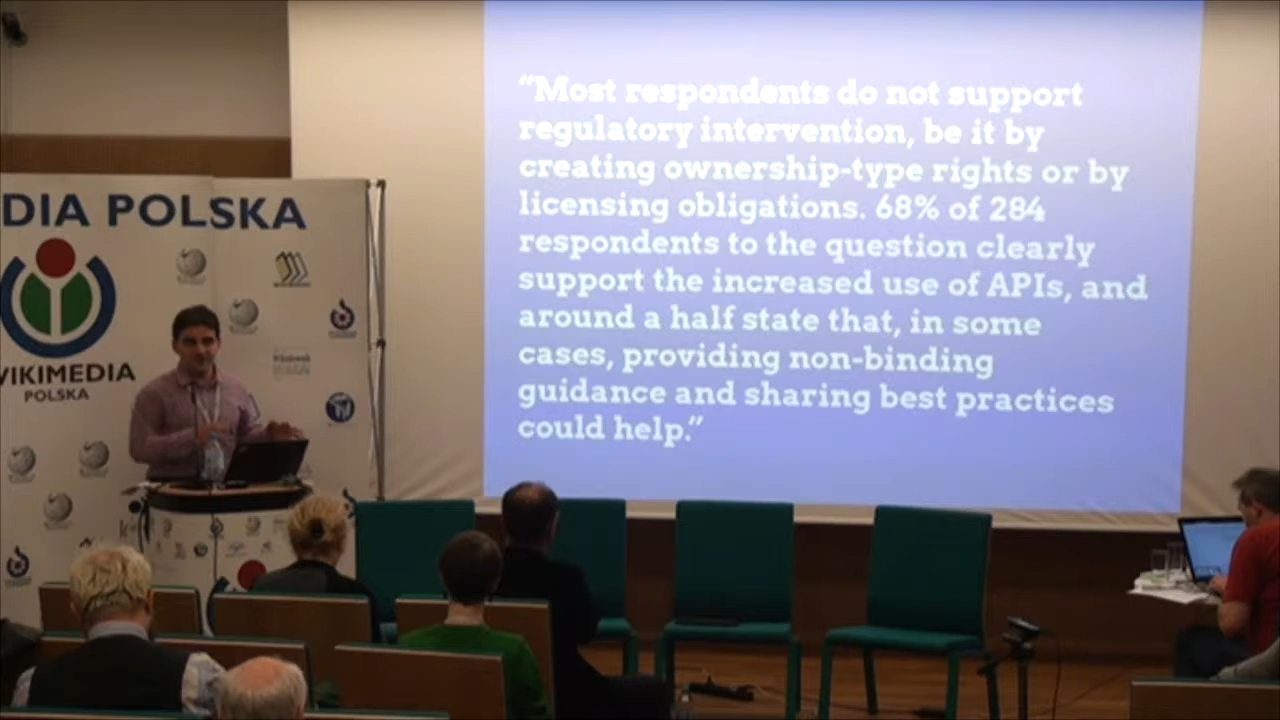 “Most respondents do not support
regulatory intervention, be it by
creating ownership-type rights or by
licensing obligations. 68% of 284
respondents to the question clearly
support the increased use of APIs, and
around a half state that, in some
cases, providing non-binding
guidance and sharing best practices
could help.”
DIA POLSKA
WIKIMEDIA
POLSKA